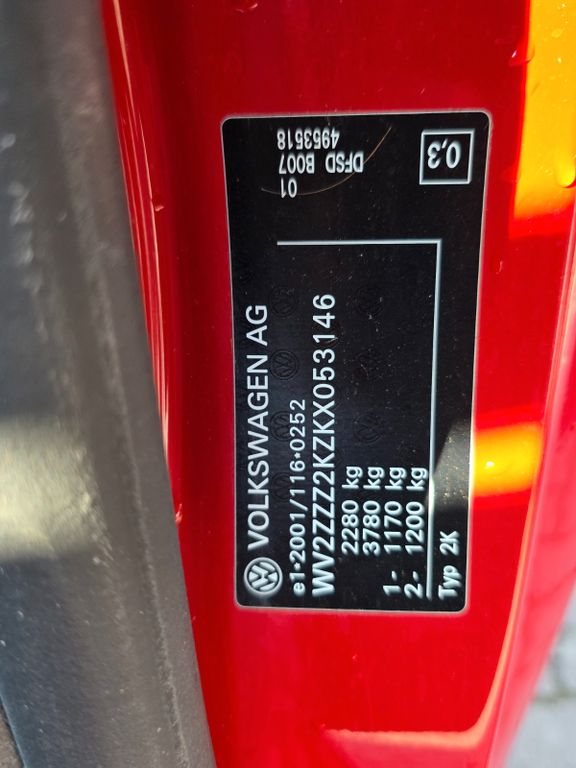 VOLKSWAGEN AG
e1*2001/116*0252
WV2ZZZ2KZKX053146
2280 kg
3780 kg
1- 1170 kg
2- 1200 kg
Typ 2K
01
DFSD B007
4953518
0,3